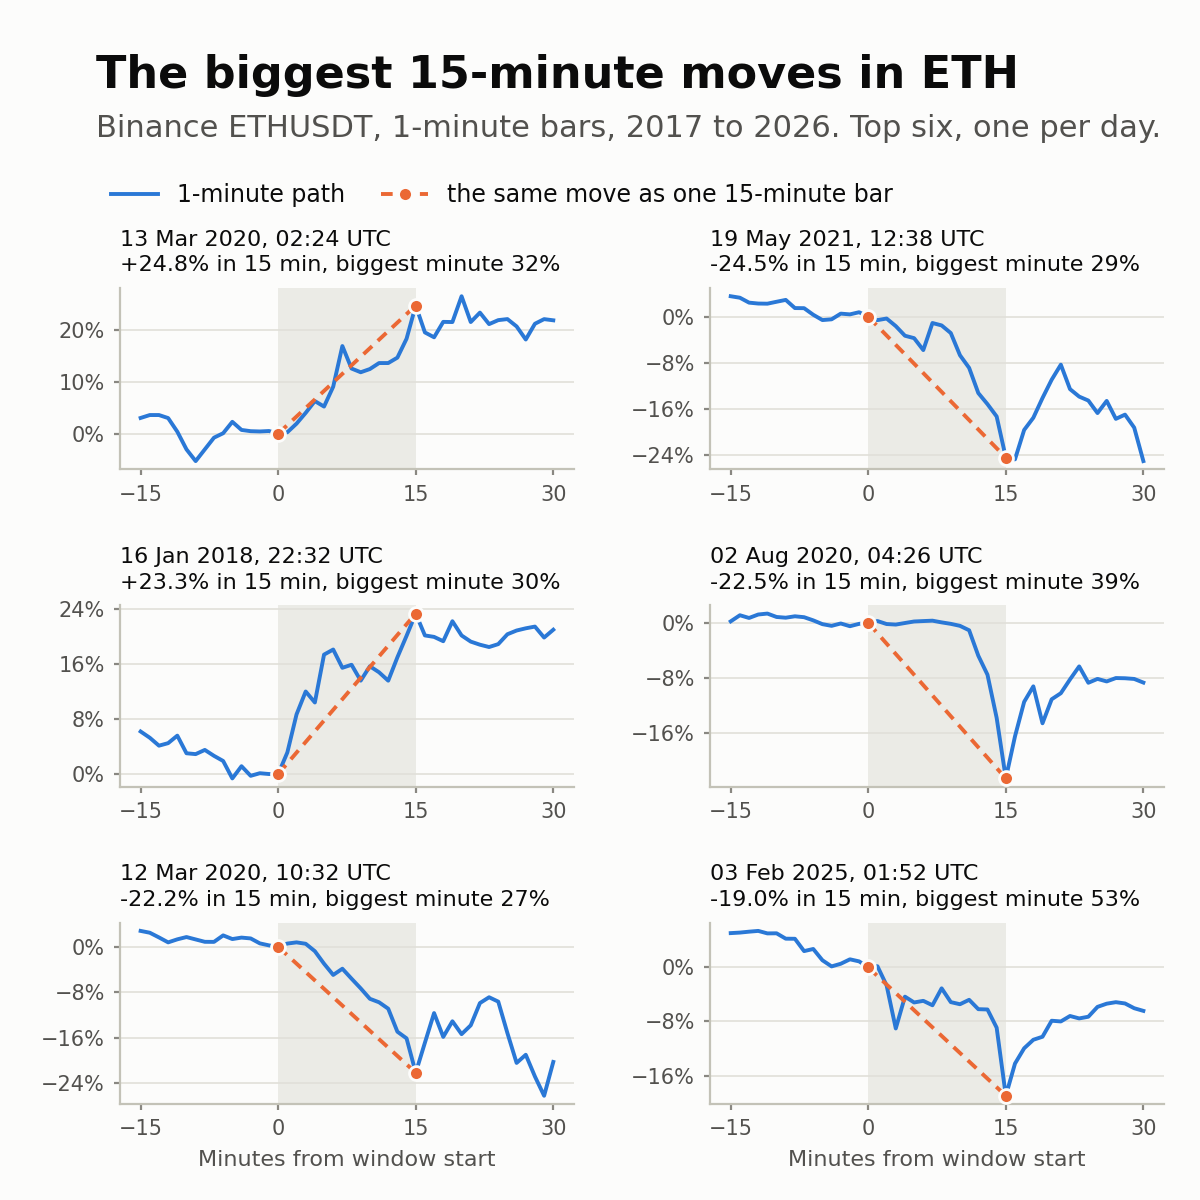 The biggest 15-minute moves in ETH
Binance ETHUSDT, 1-minute bars, 2017 to 2026. Top six, one per day.
1-minute path
the same move as one 15-minute bar
13 Mar 2020, 02:24 UTC
+24.8% in 15 min, biggest minute 32%
20%
10%
0%
−15 0 15 30
19 May 2021, 12:38 UTC
-24.5% in 15 min, biggest minute 29%
0%
−8%
−16%
−24%
−15 0 15 30
16 Jan 2018, 22:32 UTC
+23.3% in 15 min, biggest minute 30%
24%
16%
8%
0%
−15 0 15 30
02 Aug 2020, 04:26 UTC
-22.5% in 15 min, biggest minute 39%
0%
−8%
−16%
−15 0 15 30
12 Mar 2020, 10:32 UTC
-22.2% in 15 min, biggest minute 27%
0%
−8%
−16%
−24%
−15 0 15 30
Minutes from window start
03 Feb 2025, 01:52 UTC
-19.0% in 15 min, biggest minute 53%
0%
−8%
−16%
−15 0 15 30
Minutes from window start